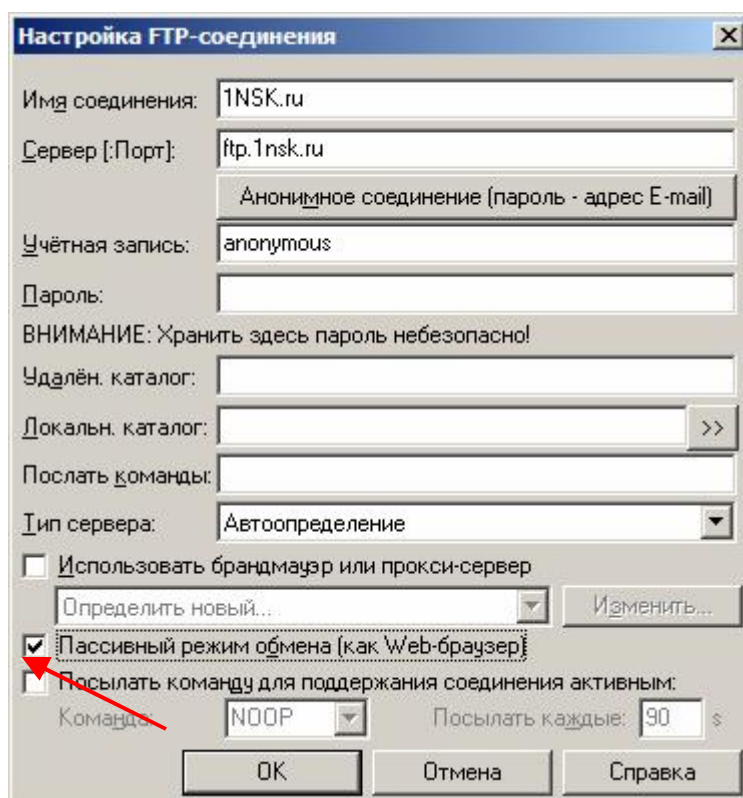 Настройка FTP-соединения
Имя соединения: 1NSK.ru
Сервер [:Порт]: ftp.1nsk.ru
Анонимное соединение (пароль - адрес E-mail)
Учётная запись: anonymous
Пароль:
ВНИМАНИЕ: Хранить здесь пароль небезопасно!
Удалён. каталог:
Локальн. каталог: >>
Послать команды:
Тип сервера: Автоопределение
Использовать брандмауэр или прокси-сервер
Определить новый... Изменить...
Пассивный режим обмена (как Web-браузер)
Посылать команду для поддержания соединения активным:
Команда: NOOP Посылать каждые: 90 s
OK Отмена Справка